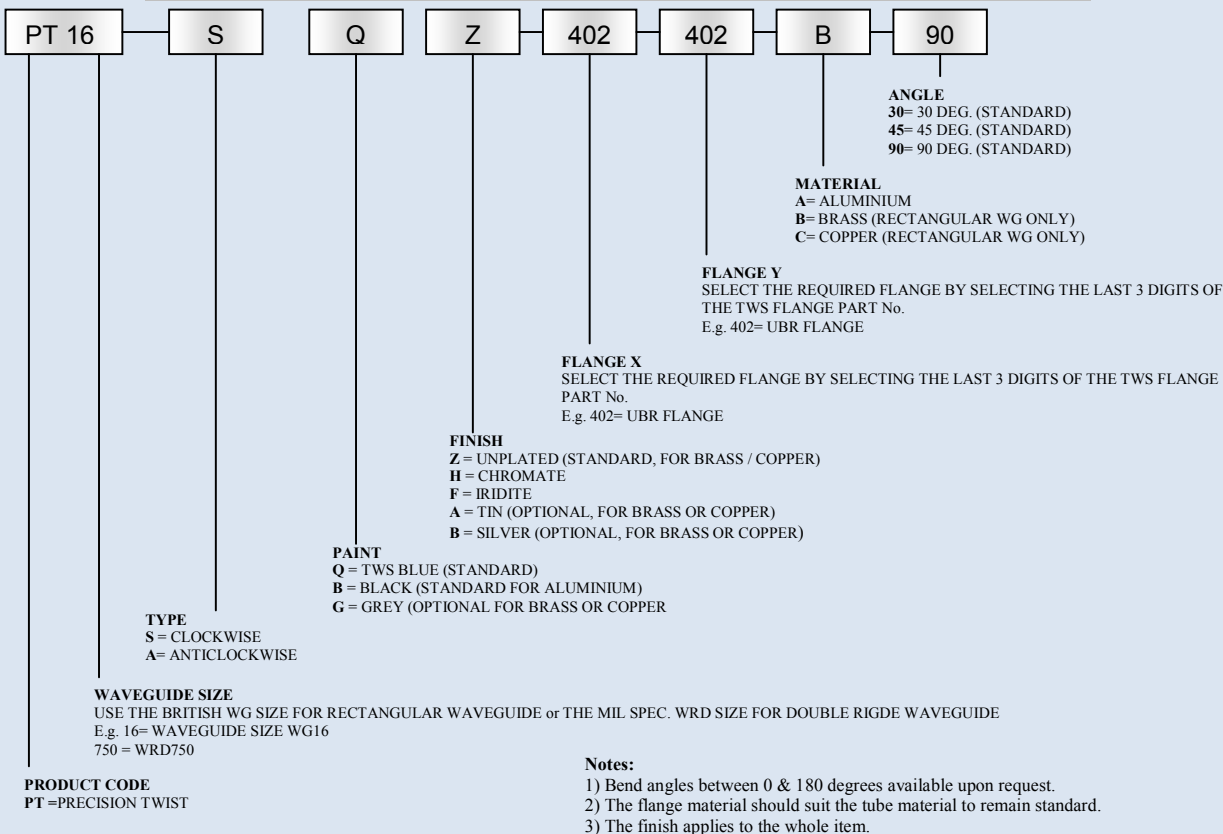 PT 16
S
Q
Z
402
402
B
90
ANGLE
30= 30 DEG. (STANDARD)
45= 45 DEG. (STANDARD)
90= 90 DEG. (STANDARD)
MATERIAL
A= ALUMINIUM
B= BRASS (RECTANGULAR WG ONLY)
C= COPPER (RECTANGULAR WG ONLY)
FLANGE Y
SELECT THE REQUIRED FLANGE BY SELECTING THE LAST 3 DIGITS OF
THE TWS FLANGE PART No.
E.g. 402= UBR FLANGE
FLANGE X
SELECT THE REQUIRED FLANGE BY SELECTING THE LAST 3 DIGITS OF THE TWS FLANGE
PART No.
E.g. 402= UBR FLANGE
FINISH
Z = UNPLATED (STANDARD, FOR BRASS / COPPER)
H = CHROMATE
F = IRIDITE
A = TIN (OPTIONAL, FOR BRASS OR COPPER)
B = SILVER (OPTIONAL, FOR BRASS OR COPPER)
PAINT
Q = TWS BLUE (STANDARD)
B = BLACK (STANDARD FOR ALUMINIUM)
G = GREY (OPTIONAL FOR BRASS OR COPPER
TYPE
S = CLOCKWISE
A= ANTICLOCKWISE
WAVEGUIDE SIZE
USE THE BRITISH WG SIZE FOR RECTANGULAR WAVEGUIDE or THE MIL SPEC. WRD SIZE FOR DOUBLE RIGDE WAVEGUIDE
E.g. 16= WAVEGUIDE SIZE WG16
750 = WRD750
PRODUCT CODE
PT =PRECISION TWIST
Notes:
1) Bend angles between 0 & 180 degrees available upon request.
2) The flange material should suit the tube material to remain standard.
3) The finish applies to the whole item.